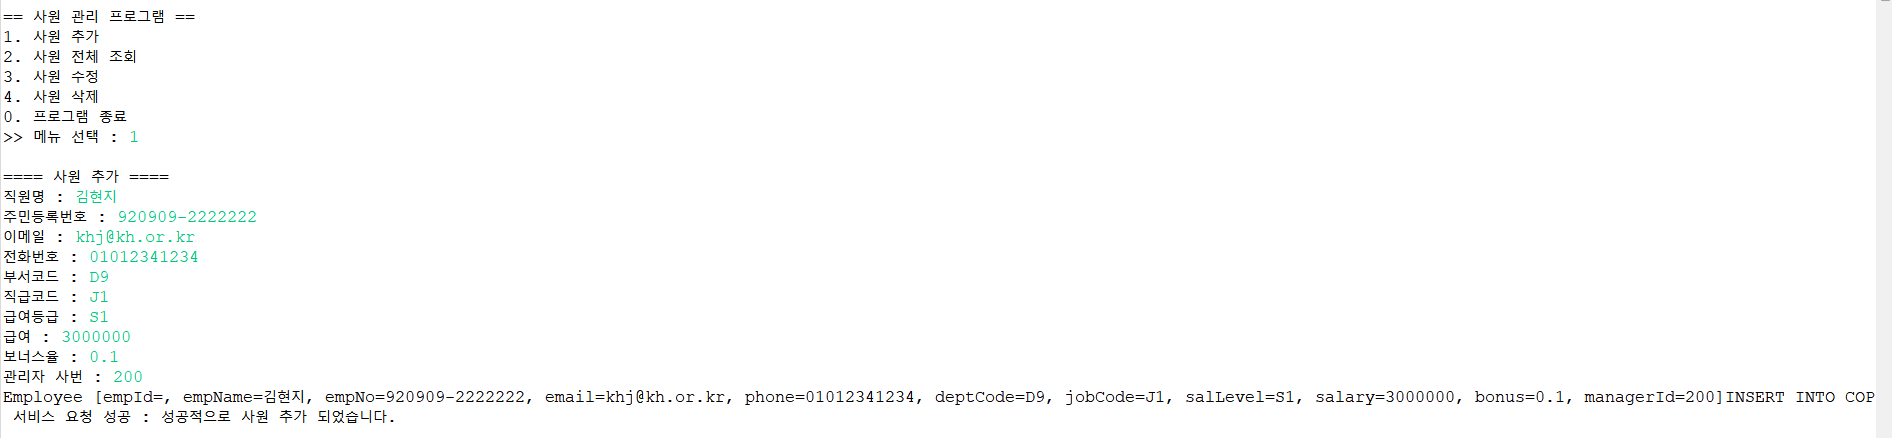 == 사원 관리 프로그램 ==
1. 사원 추가
2. 사원 전체 조회
3. 사원 수정
4. 사원 삭제
0. 프로그램 종료
>> 메뉴 선택 : 1
==== 사원 추가 ====
직원명 : 김현지
주민등록번호 : 920909-2222222
이메일 : khj@kh.or.kr
전화번호 : 01012341234
부서코드 : D9
직급코드 : J1
급여등급 : S1
급여 : 3000000
보너스율 : 0.1
관리자 사번 : 200
Employee [empId=, empName=김현지, empNo=920909-2222222, email=khj@kh.or.kr, phone=01012341234, deptCode=D9, jobCode=J1, salLevel=S1, salary=3000000, bonus=0.1, managerId=200]INSERT INTO COP
서비스 요청 성공 : 성공적으로 사원 추가 되었습니다.